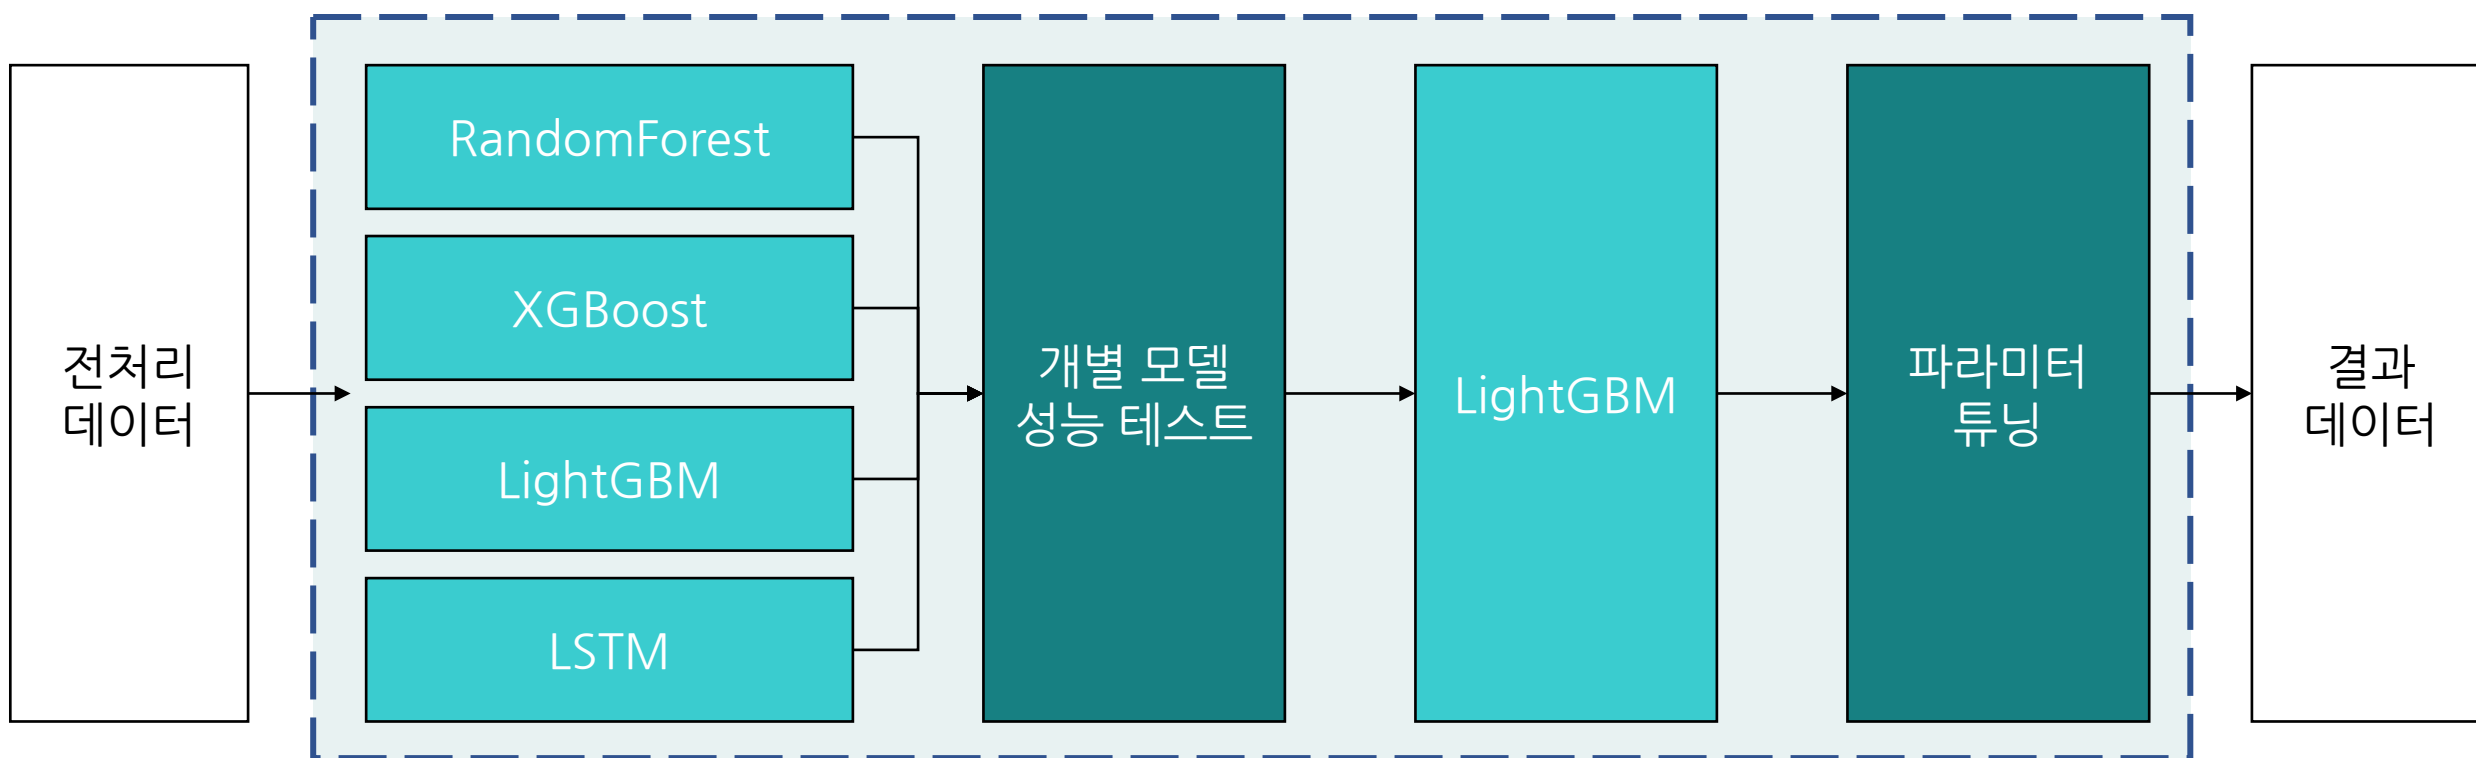 전처리
데이터
RandomForest
XGBoost
LightGBM
LSTM
개별 모델
성능 테스트
LightGBM
파라미터
튜닝
결과
데이터